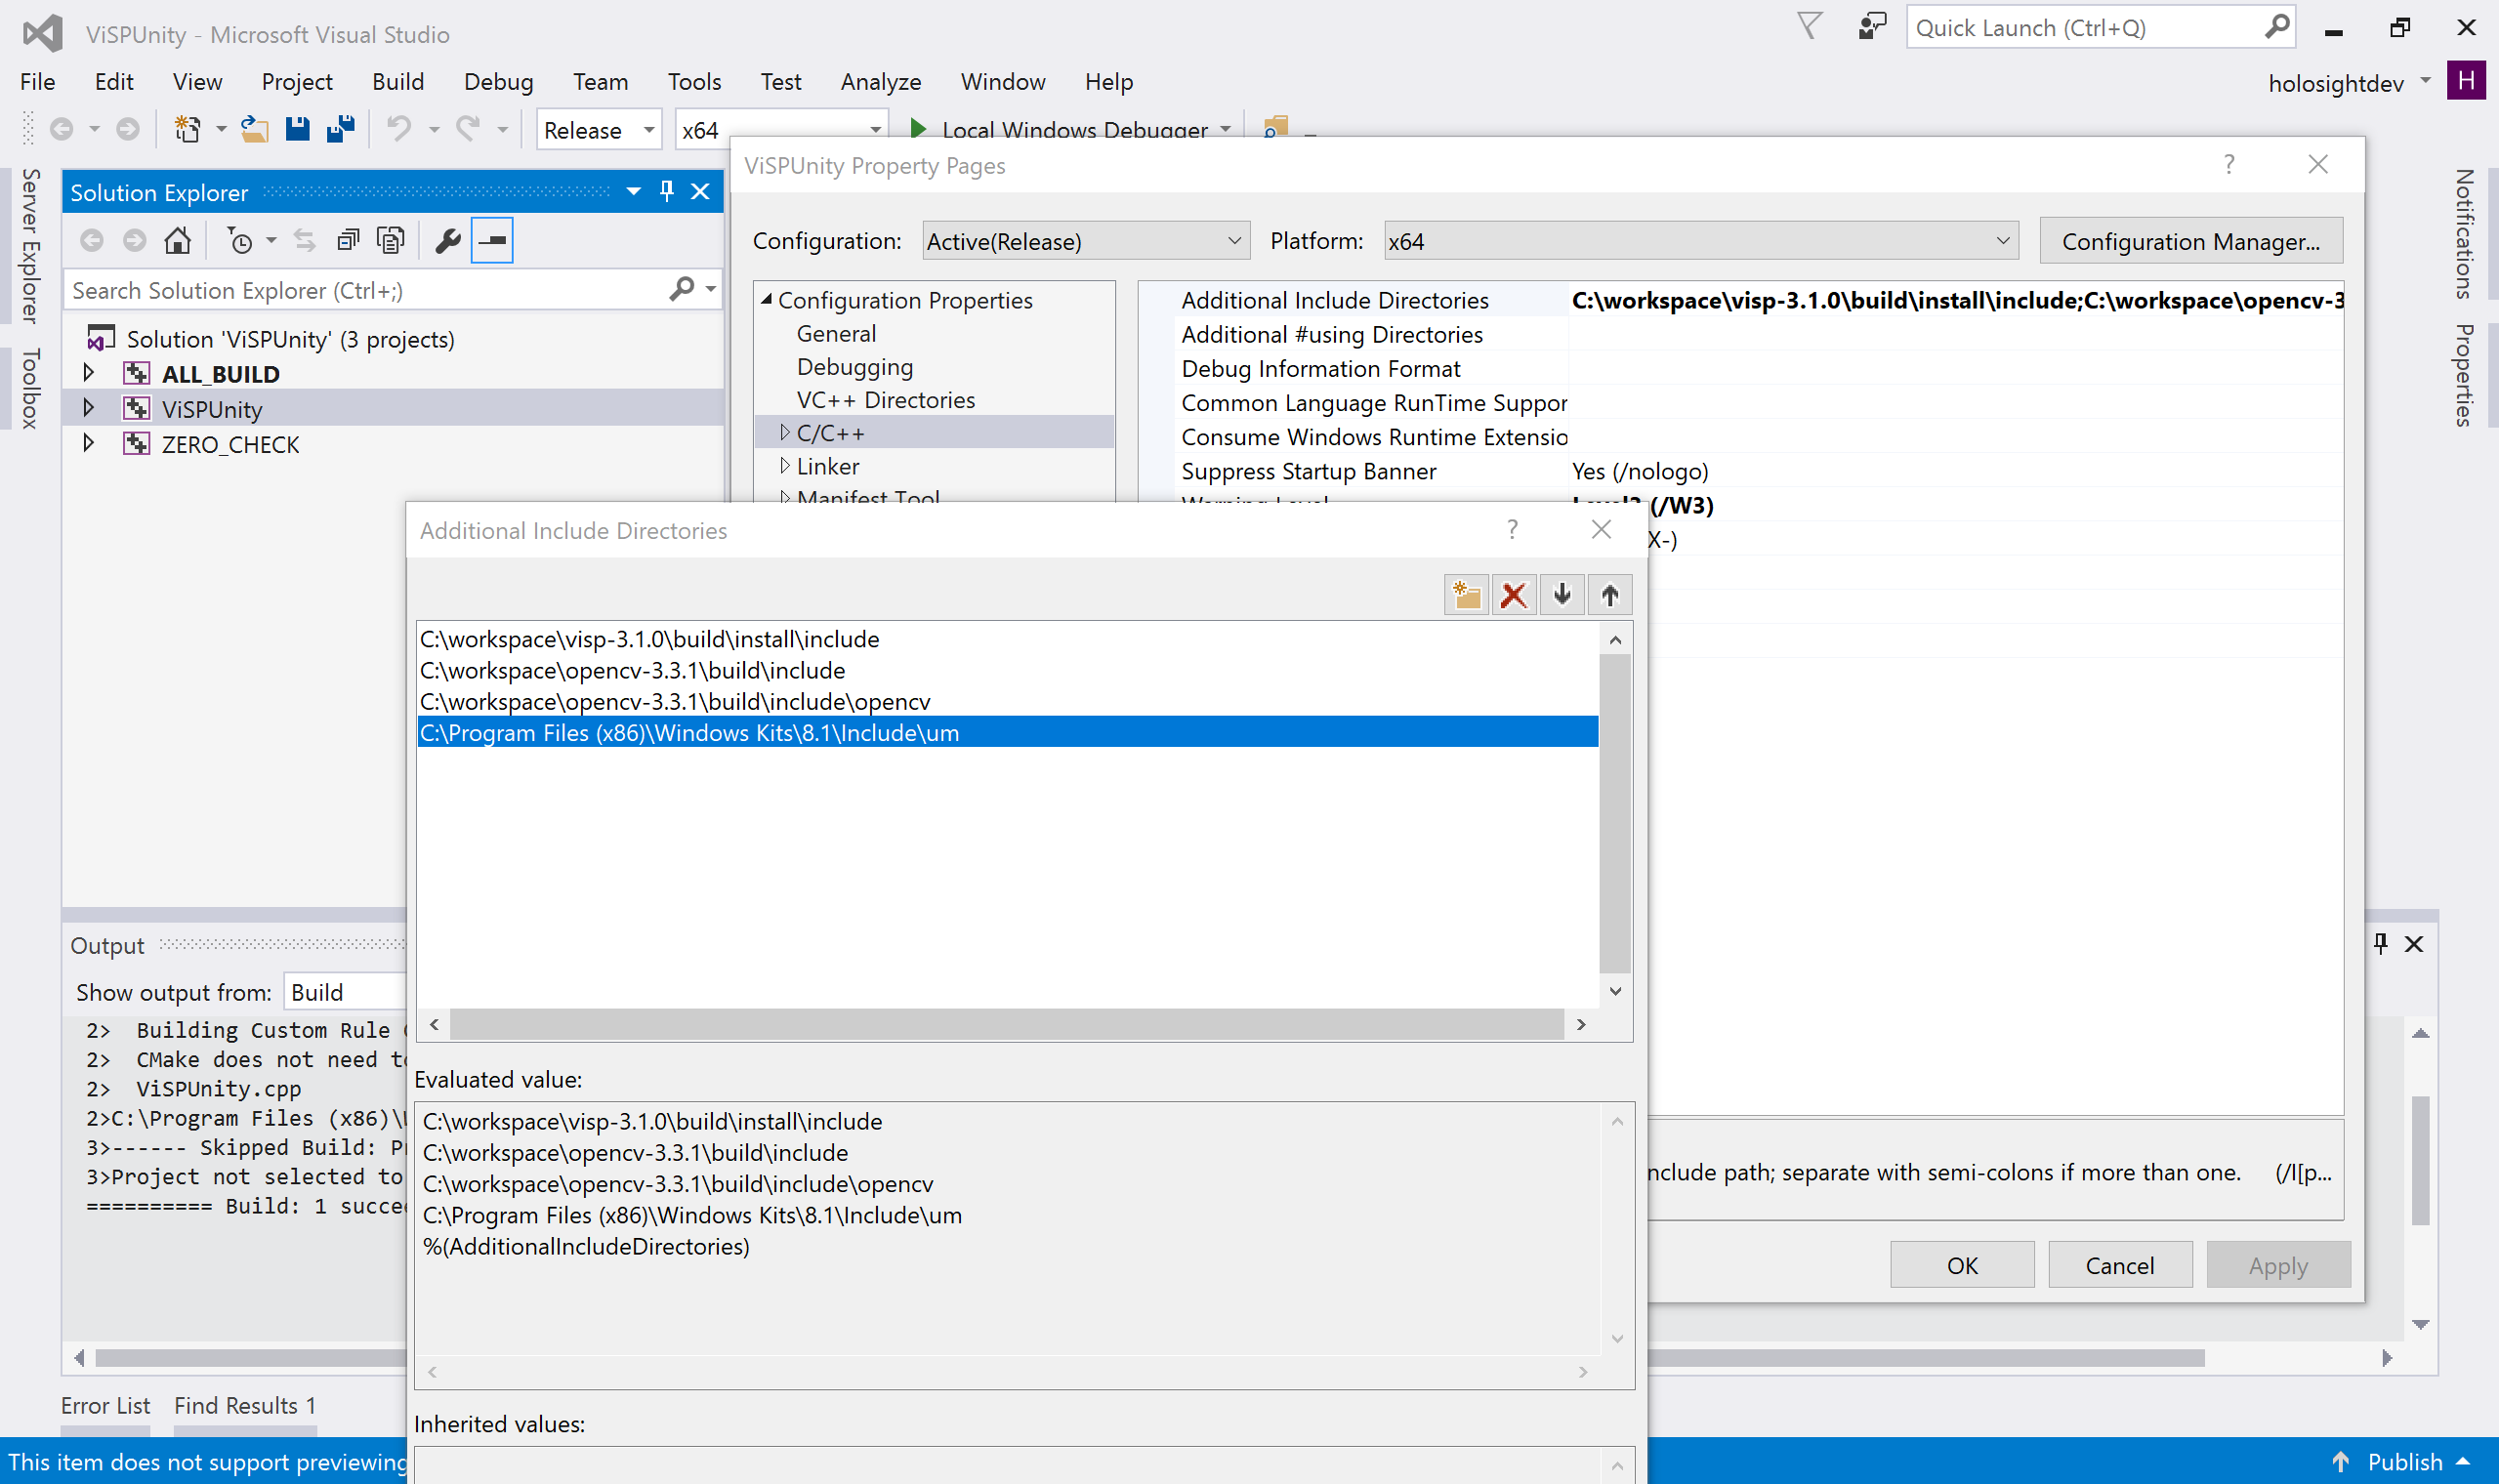 ViSPUnity - Microsoft Visual Studio
Quick Launch (Ctrl+Q)
File Edit View Project Build Debug Team Tools Test Analyze Window Help
holosightdev H
Release x64 Local Windows Debugger
Server Explorer
Toolbox
Notifications
Properties
Solution Explorer
Search Solution Explorer (Ctrl+;)
Solution 'ViSPUnity' (3 projects)
ALL_BUILD
ViSPUnity
ZERO_CHECK
ViSPUnity Property Pages
Configuration: Active(Release) Platform: x64 Configuration Manager...
Configuration Properties
General
Debugging
VC++ Directories
C/C++
Linker
Manifest Tool
Additional Include Directories C:\workspace\visp-3.1.0\build\install\include;C:\workspace\opencv-3
Additional #using Directories
Debug Information Format
Common Language RunTime Suppor
Consume Windows Runtime Extensio
Suppress Startup Banner Yes (/nologo)
Warning Level Level3 (/W3)
X-)
Additional Include Directories
C:\workspace\visp-3.1.0\build\install\include
C:\workspace\opencv-3.3.1\build\include
C:\workspace\opencv-3.3.1\build\include\opencv
C:\Program Files (x86)\Windows Kits\8.1\Include\um
Evaluated value:
C:\workspace\visp-3.1.0\build\install\include
C:\workspace\opencv-3.3.1\build\include
C:\workspace\opencv-3.3.1\build\include\opencv
C:\Program Files (x86)\Windows Kits\8.1\Include\um
%(AdditionalIncludeDirectories)
Inherited values:
nclude path; separate with semi-colons if more than one. (/I[p...
OK Cancel Apply
Output
Show output from: Build
2> Building Custom Rule
2> CMake does not need to
2> ViSPUnity.cpp
2>C:\Program Files (x86)\
3>------ Skipped Build: P
3>Project not selected to
========== Build: 1 succe
Error List Find Results 1
This item does not support previewing
Publish